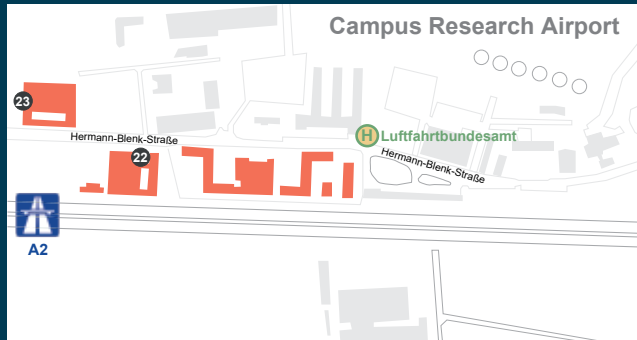 Campus Research Airport
23
Hermann-Blenk-Straße
H Luftfahrtbundesamt
22
Hermann-Blenk-Straße
A2